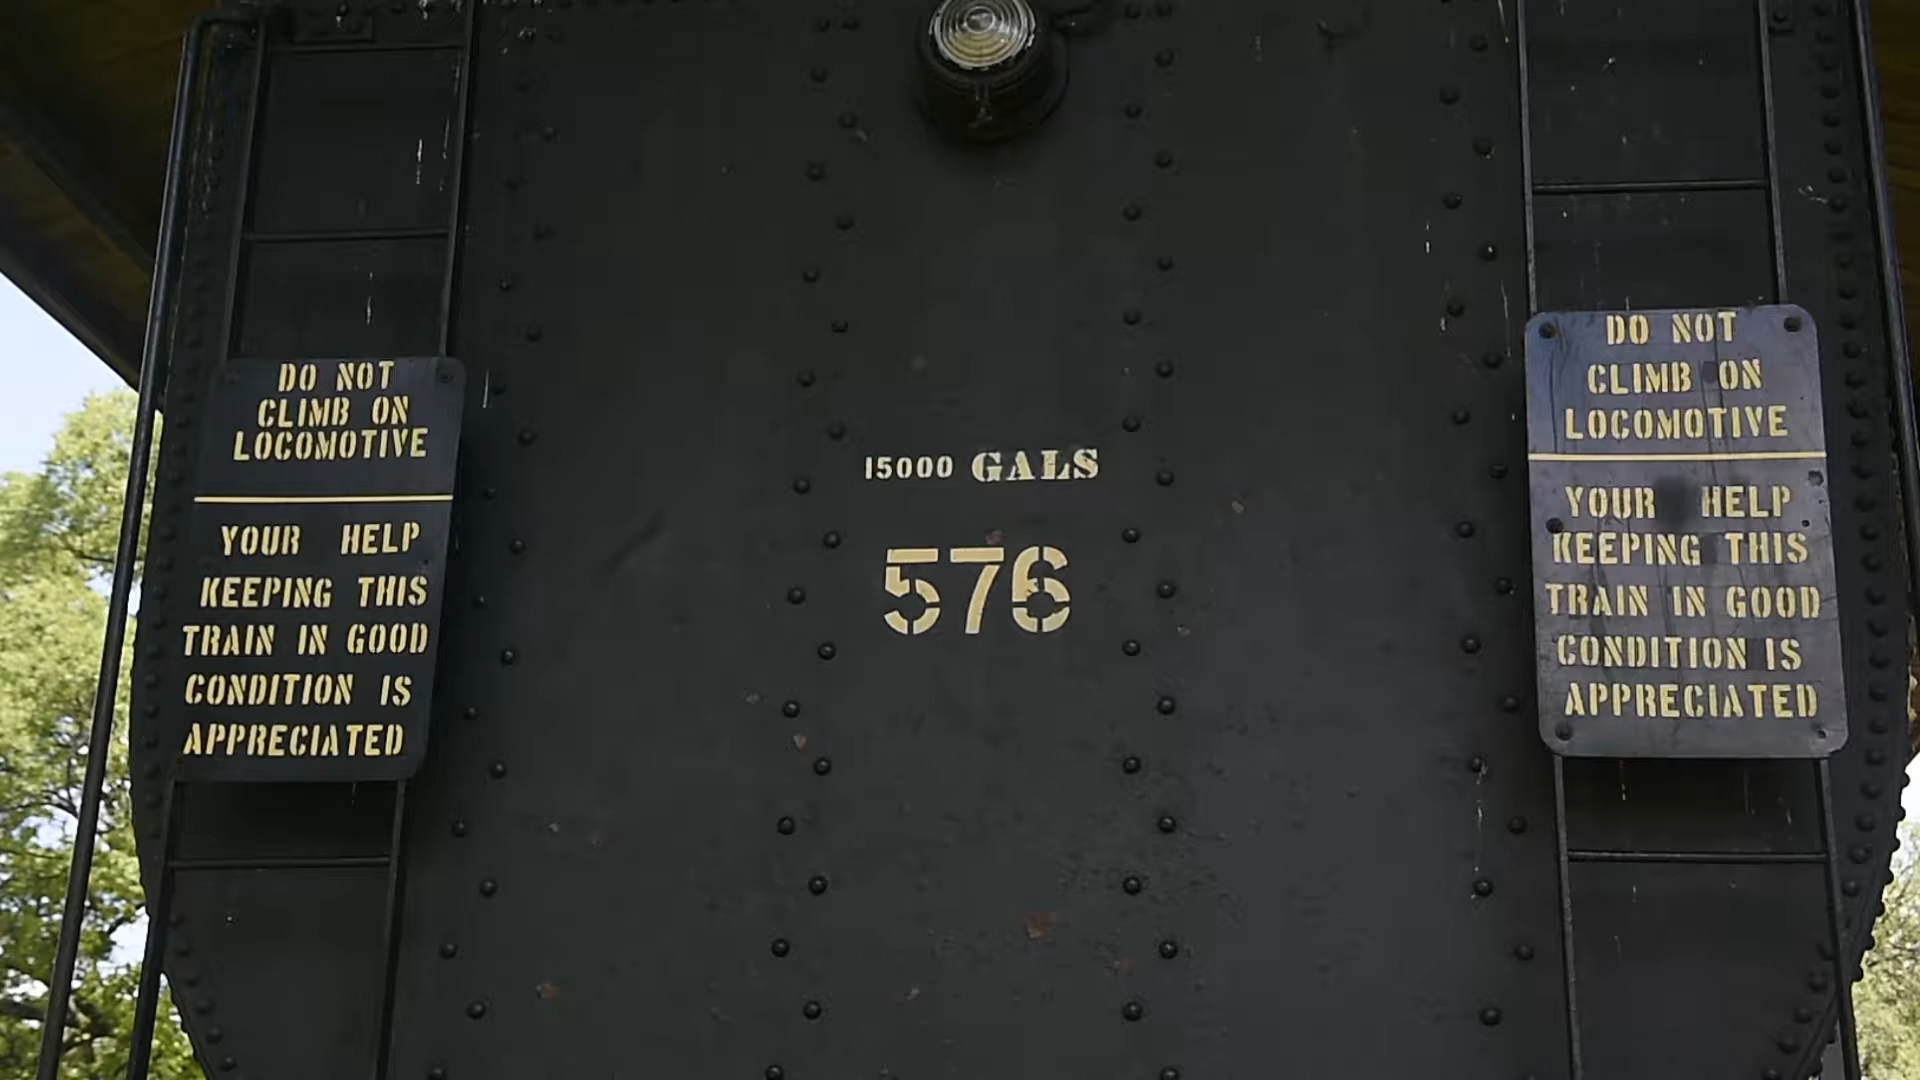 DO NOT
CLIMB ON
LOCOMOTIVE
YOUR HELP
KEEPING THIS
TRAIN IN GOOD
CONDITION IS
APPRECIATED
15000 GALS
576
DO NOT
CLIMB ON
LOCOMOTIVE
YOUR HELP
KEEPING THIS
TRAIN IN GOOD
CONDITION IS
APPRECIATED